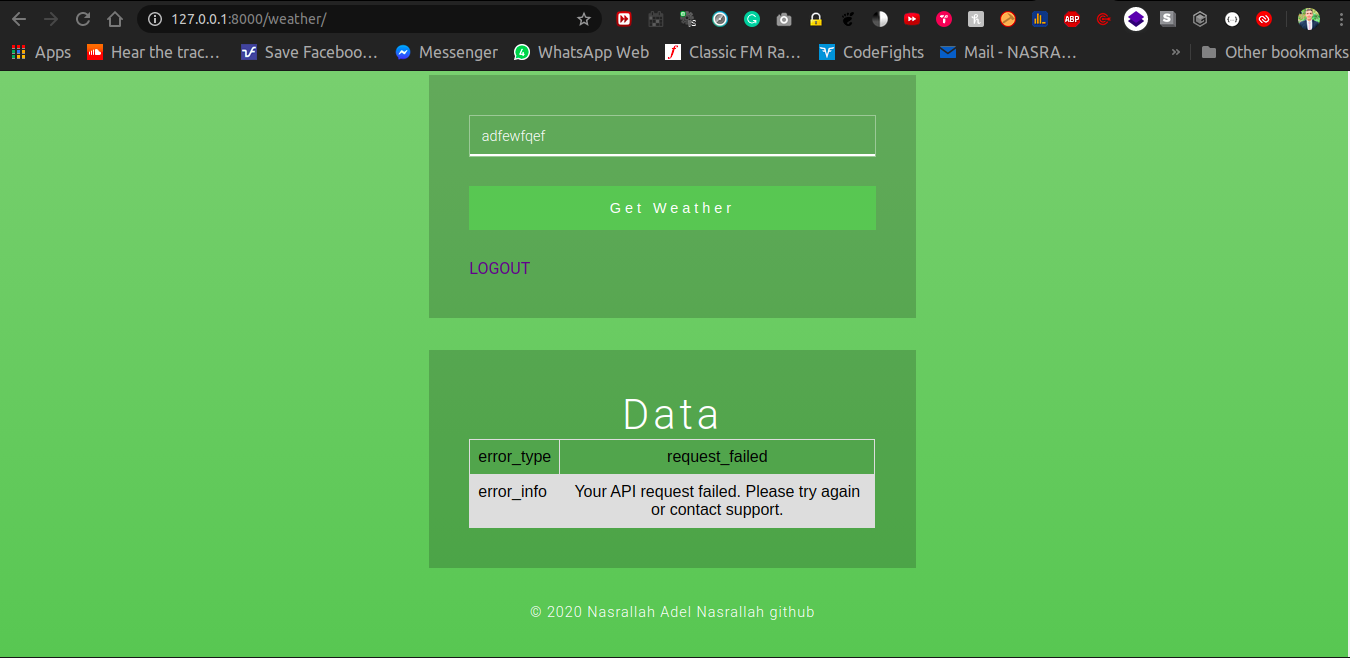 127.0.0.1:8000/weather/
Apps Hear the trac... Save Faceboo... Messenger WhatsApp Web Classic FM Ra... CodeFights Mail - NASRA... » Other bookmarks
adfewfqef
Get Weather
LOGOUT
Data
error_type request_failed
error_info Your API request failed. Please try again
or contact support.
© 2020 Nasrallah Adel Nasrallah github